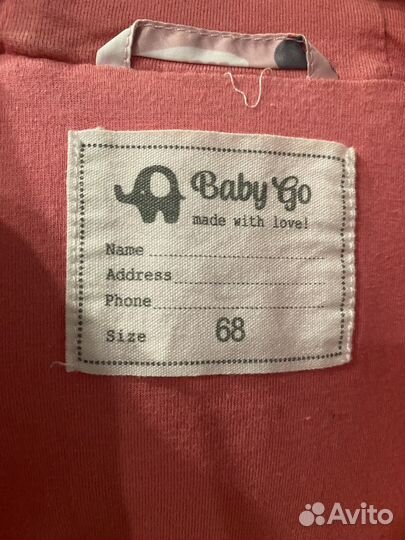 Baby Go
made with love!
Name
Address
Phone
Size 68
Avito